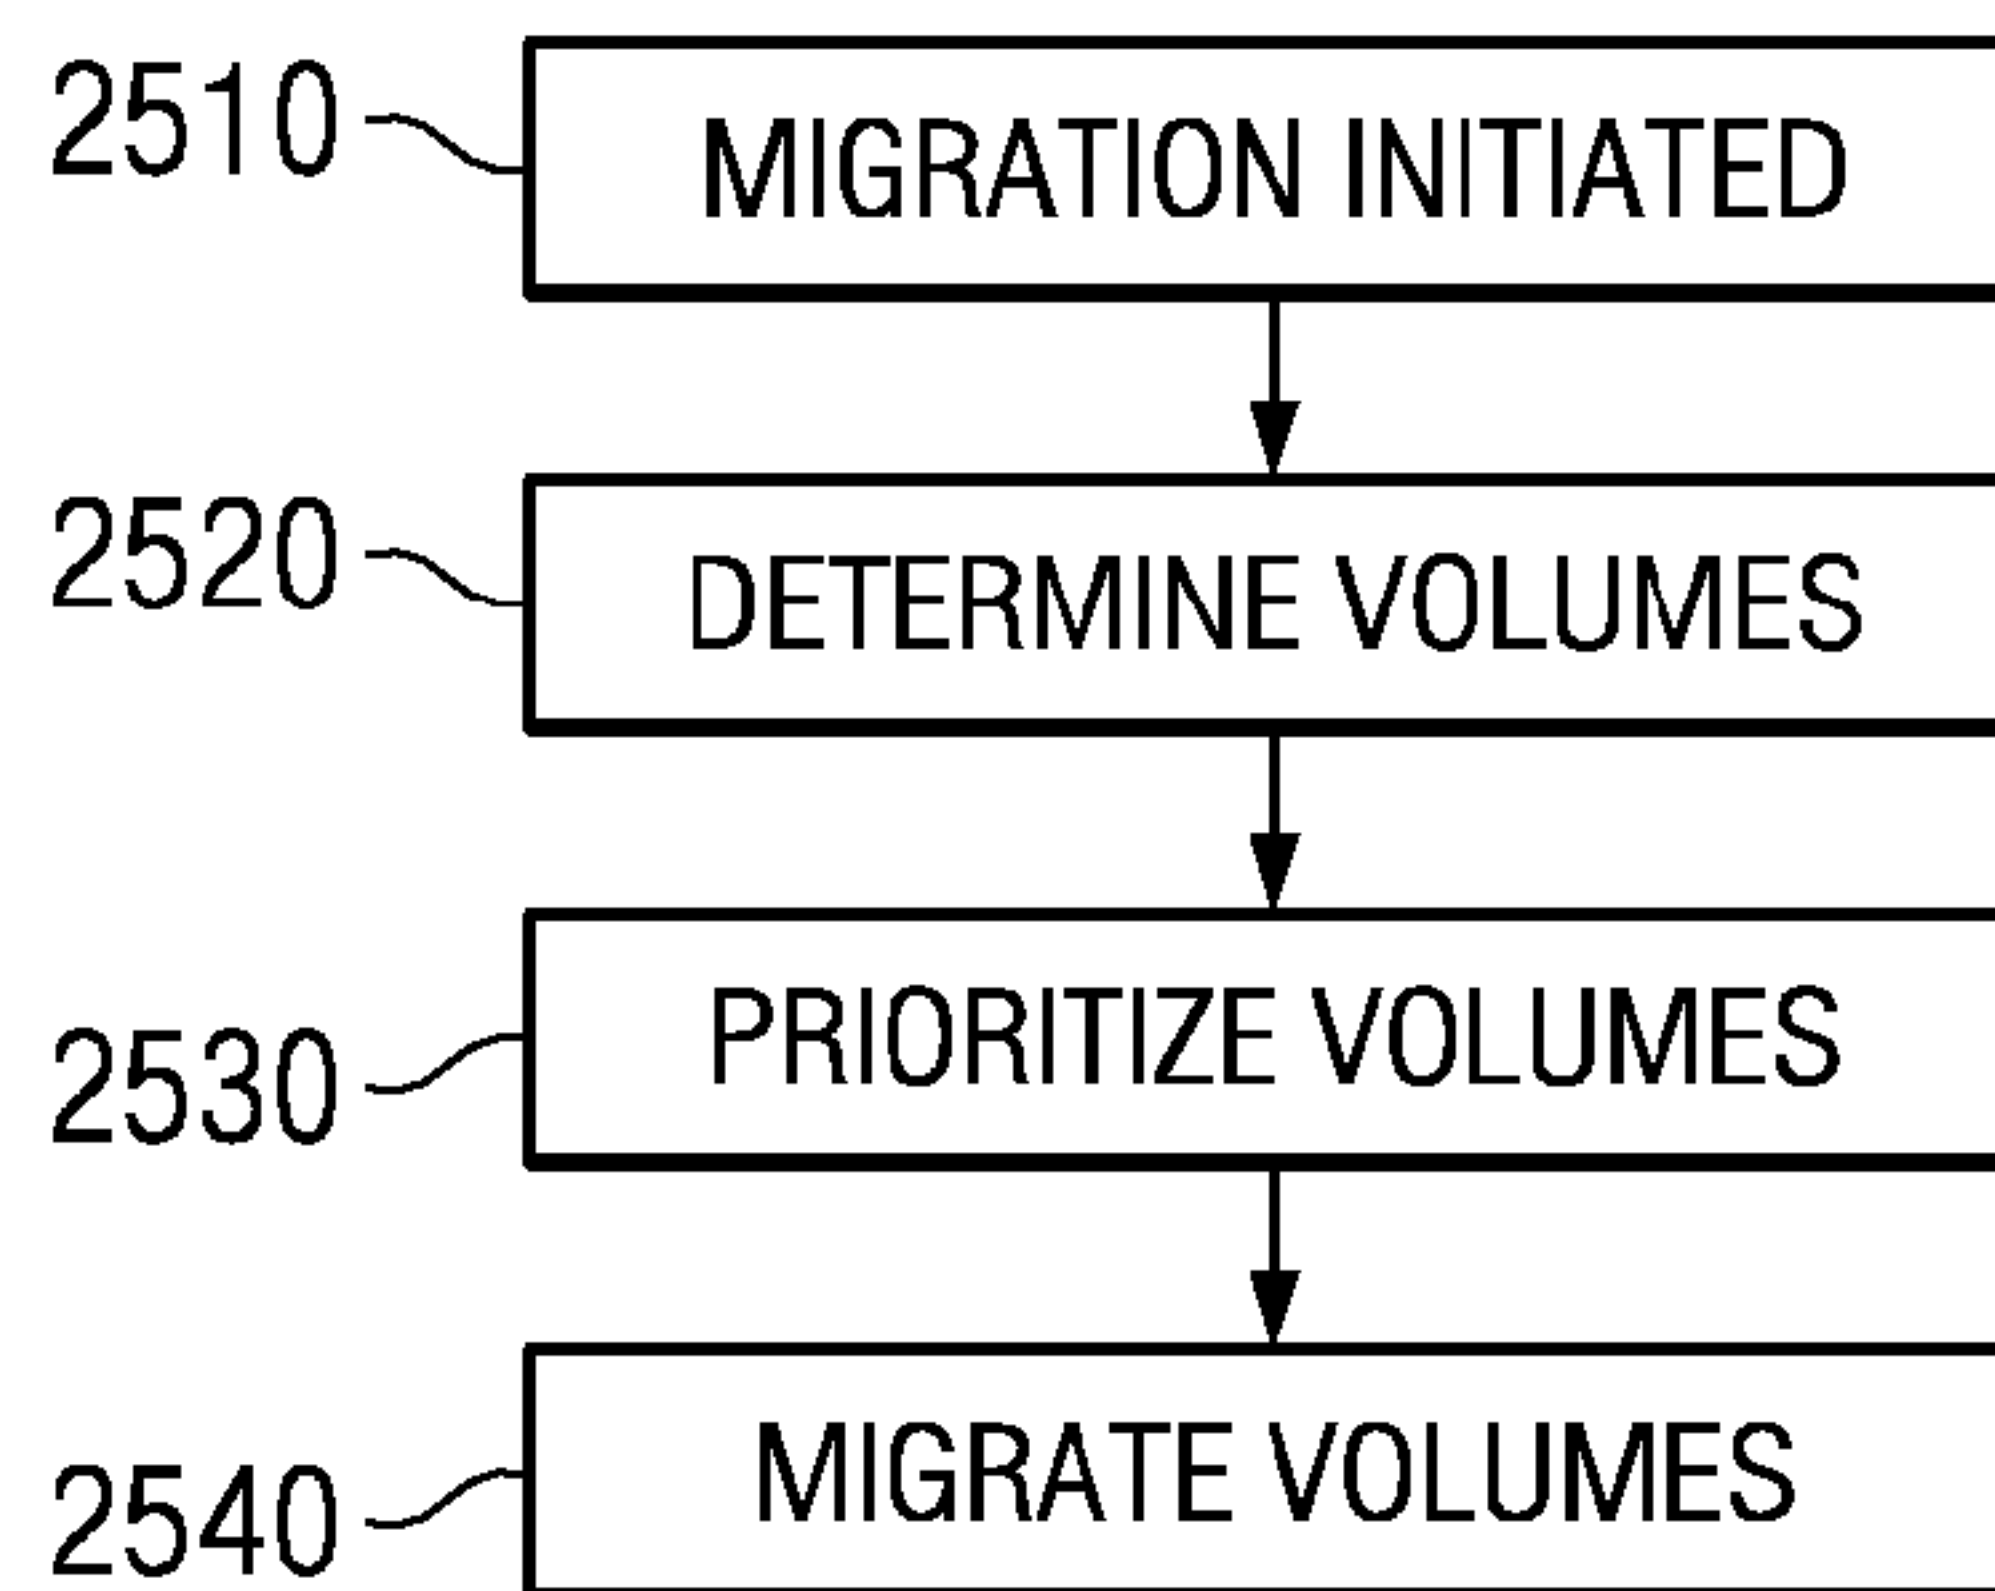 2510 MIGRATION INITIATED
2520 DETERMINE VOLUMES
2530 PRIORITIZE VOLUMES
2540 MIGRATE VOLUMES